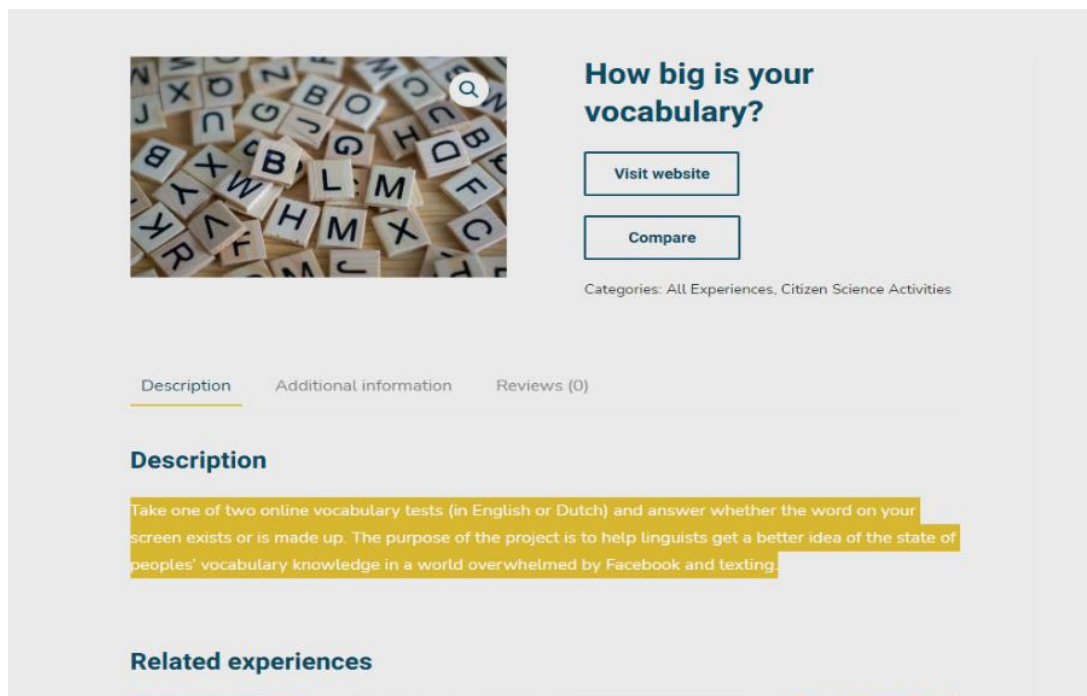 How big is your
vocabulary?
Visit website
Compare
Categories: All Experiences, Citizen Science Activities
Description
Additional information
Reviews (0)
Description
Take one of two online vocabulary tests (in English or Dutch) and answer whether the word on your
screen exists or is made up. The purpose of the project is to help linguists get a better idea of the state of
peoples' vocabulary knowledge in a world overwhelmed by Facebook and texting.
Related experiences